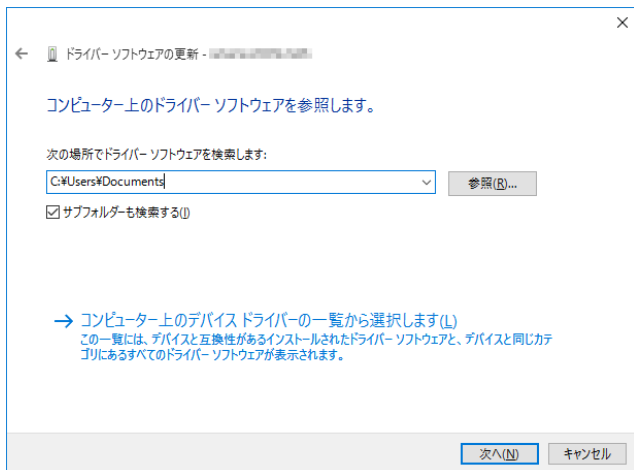 ドライバー ソフトウェアの更新 -
コンピューター上のドライバー ソフトウェアを参照します。
次の場所でドライバー ソフトウェアを検索します:
C:¥Users¥Documents
参照(R)...
サブフォルダーも検索する(I)
コンピューター上のデバイス ドライバーの一覧から選択します(L)
この一覧には、デバイスと互換性があるインストールされたドライバー ソフトウェアと、デバイスと同じカテ
ゴリにあるすべてのドライバー ソフトウェアが表示されます。
次へ(N)
キャンセル